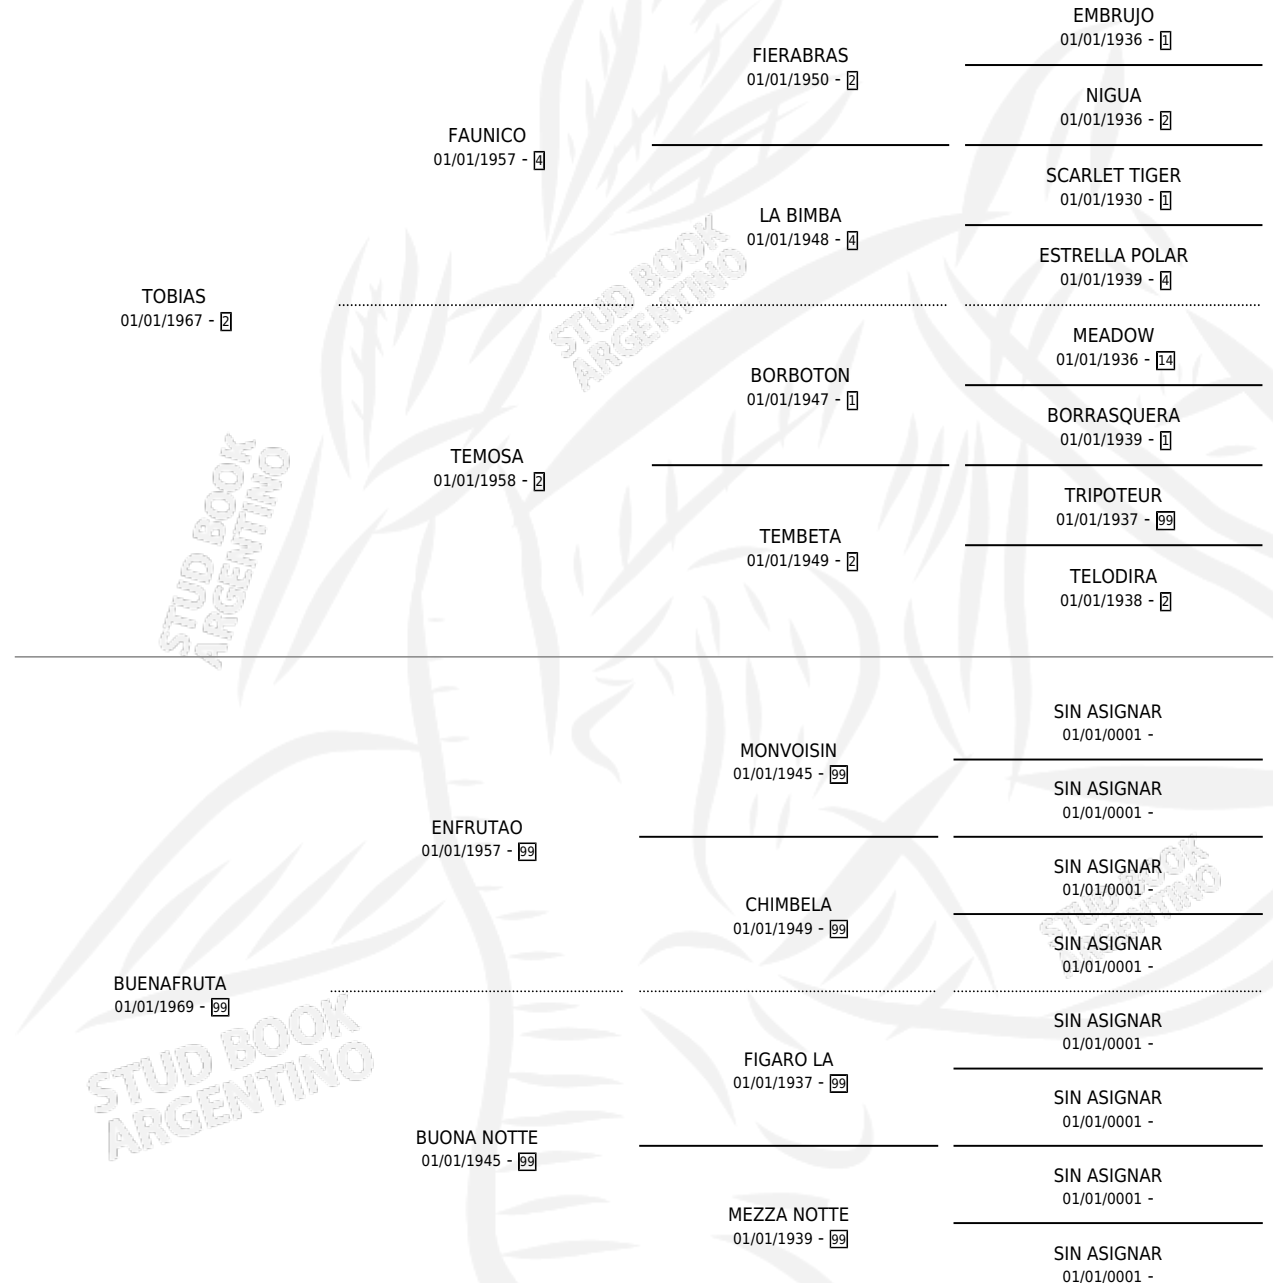 EMBRUJO
01/01/1936 - 1
FIERABRAS
01/01/1950 - 2
NIGUA
01/01/1936 - 2
FAUNICO
01/01/1957 - 4
SCARLET TIGER
01/01/1930 - 1
LA BIMBA
01/01/1948 - 4
ESTRELLA POLAR
01/01/1939 - 4
TOBIAS
01/01/1967 - 2
MEADOW
01/01/1936 - 14
BORBOTON
01/01/1947 - 1
BORRASQUERA
01/01/1939 - 1
TEMOSA
01/01/1958 - 2
TRIPOTEUR
01/01/1937 - 99
TEMBETA
01/01/1949 - 2
TELODIRA
01/01/1938 - 2
STUD BOOK
ARGENTINO
STUD BOOK
ARGENTINO
SIN ASIGNAR
01/01/0001 -
MONVOISIN
01/01/1945 - 99
SIN ASIGNAR
01/01/0001 -
ENFRUTAO
01/01/1957 - 99
SIN ASIGNAR
01/01/0001 -
CHIMBELA
01/01/1949 - 99
SIN ASIGNAR
01/01/0001 -
BUENAFRUTA
01/01/1969 - 99
SIN ASIGNAR
01/01/0001 -
FIGARO LA
01/01/1937 - 99
SIN ASIGNAR
01/01/0001 -
BUONA NOTTE
01/01/1945 - 99
SIN ASIGNAR
01/01/0001 -
MEZZA NOTTE
01/01/1939 - 99
SIN ASIGNAR
01/01/0001 -
STUD BOOK
ARGENTINO
STUD BOOK
ARGENTINO